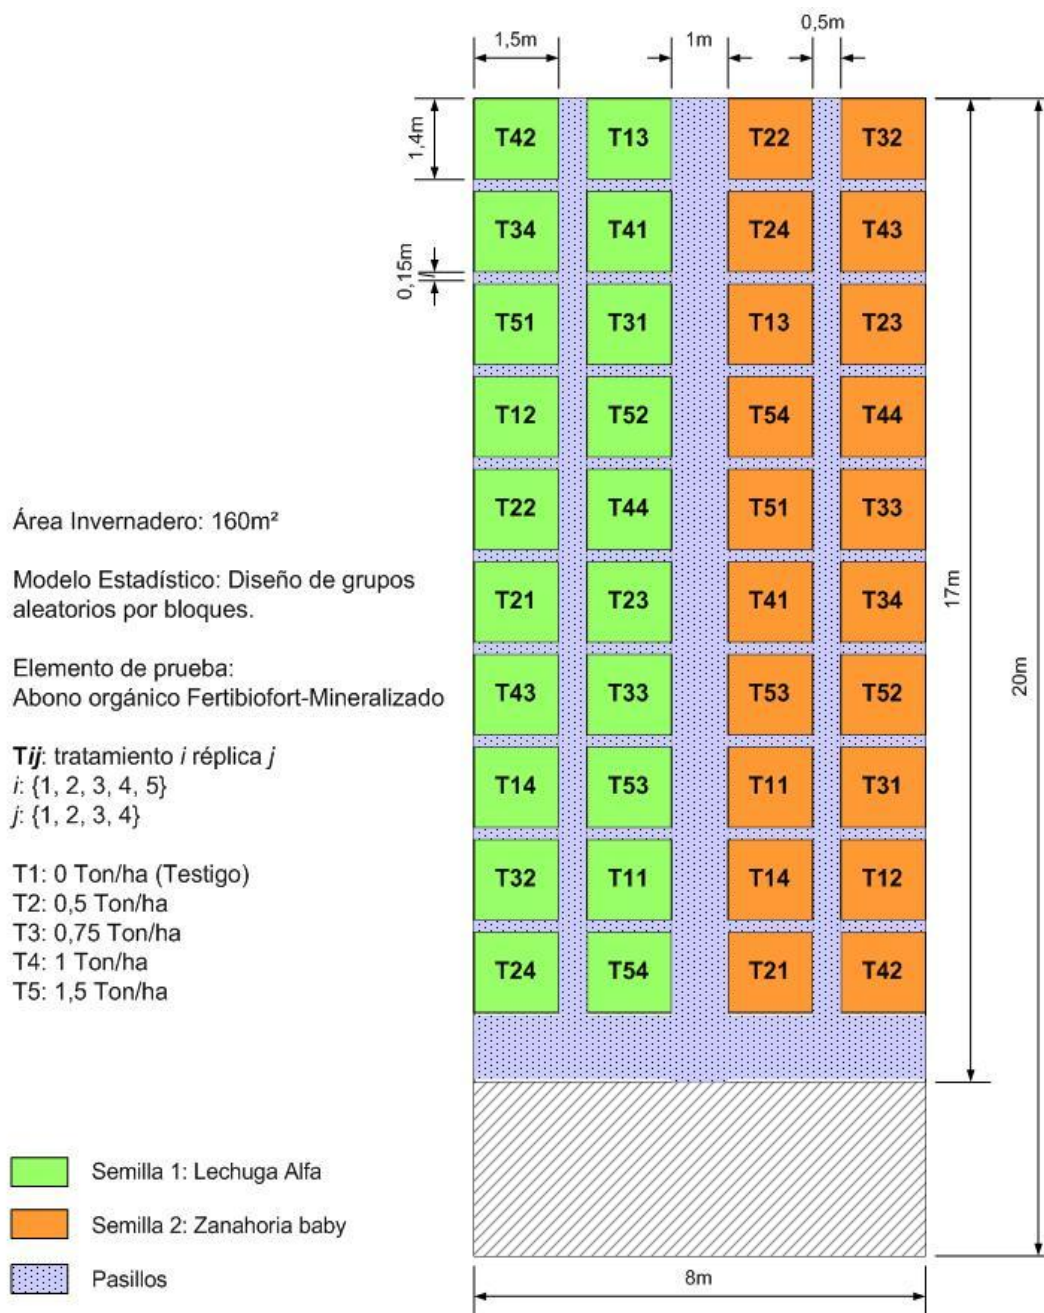 0,5m
1,5m
1m
1,4m
T42 T13 T22 T32
T34 T41 T24 T43
0,15m
T51 T31 T13 T23
T12 T52 T54 T44
T22 T44 T51 T33
T21 T23 T41 T34
T43 T33 T53 T52
T14 T53 T11 T31
T32 T11 T14 T12
T24 T54 T21 T42
17m
20m
8m
Área Invernadero: 160m²
Modelo Estadístico: Diseño de grupos
aleatorios por bloques.
Elemento de prueba:
Abono orgánico Fertibiofort-Mineralizado
Tij: tratamiento i réplica j
i: {1, 2, 3, 4, 5}
j: {1, 2, 3, 4}
T1: 0 Ton/ha (Testigo)
T2: 0,5 Ton/ha
T3: 0,75 Ton/ha
T4: 1 Ton/ha
T5: 1,5 Ton/ha
Semilla 1: Lechuga Alfa
Semilla 2: Zanahoria baby
Pasillos